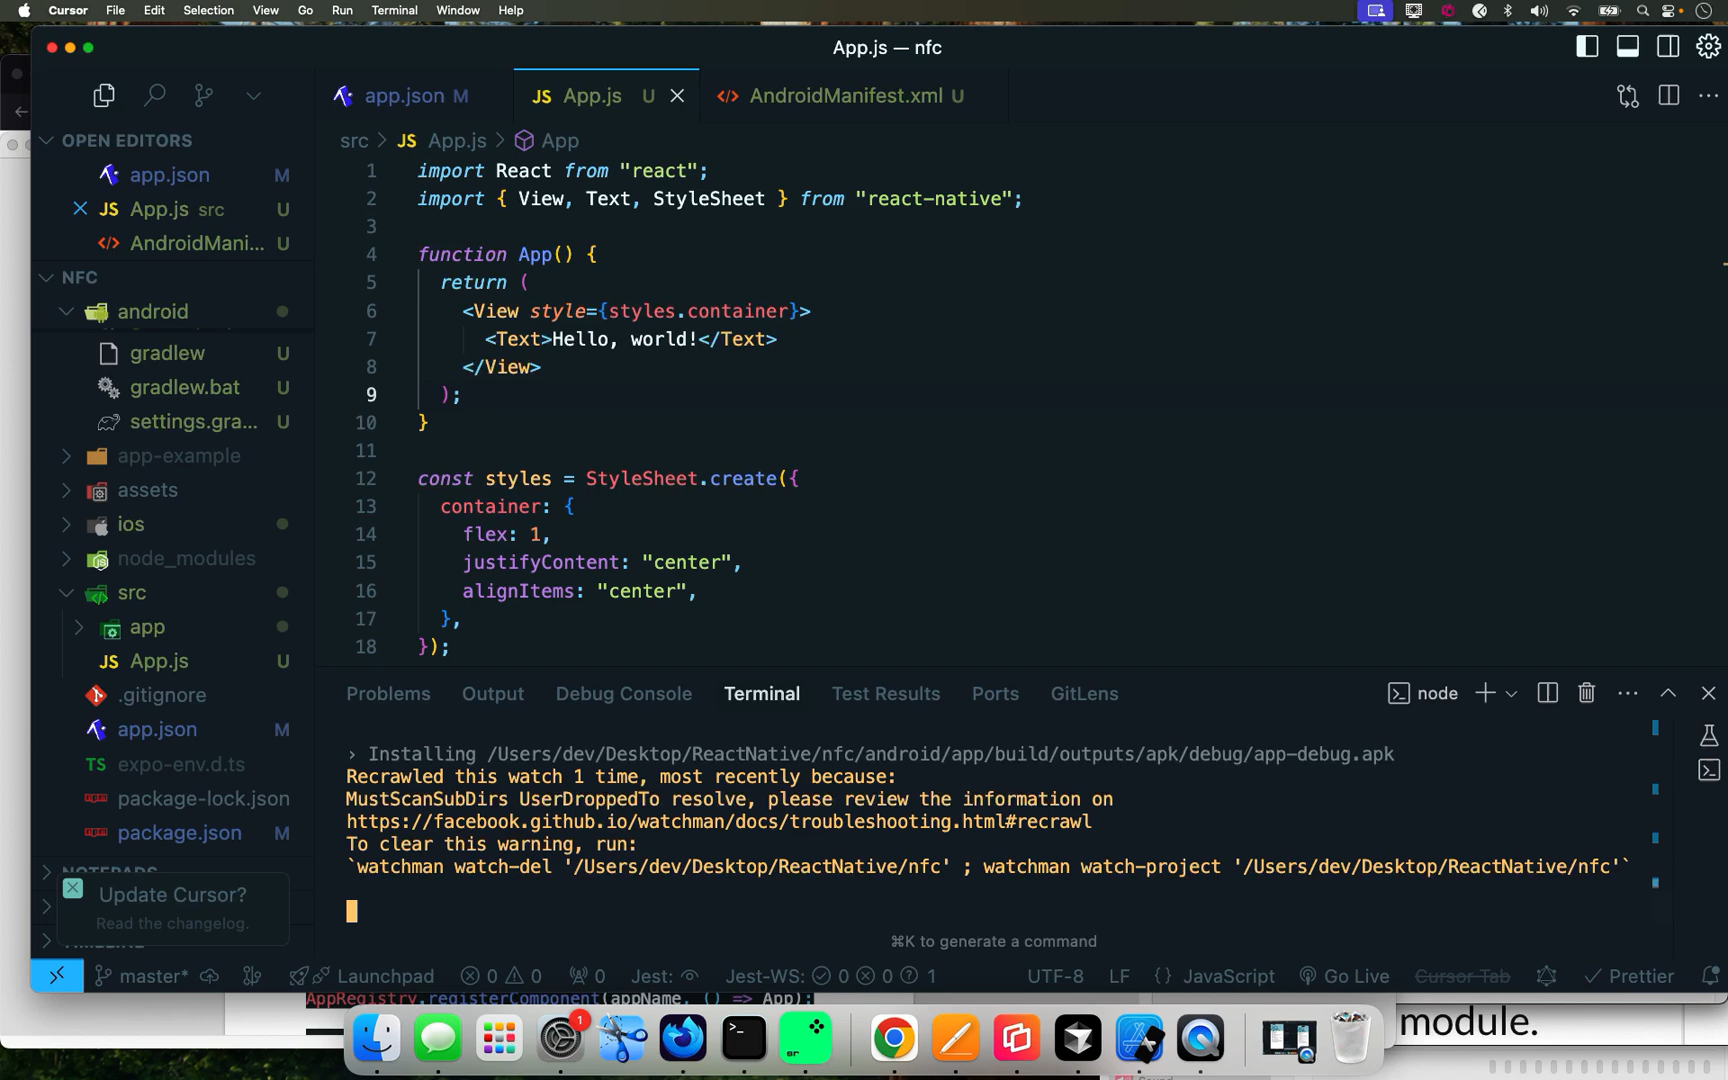 Cursor File Edit Selection View Go Run Terminal Window Help
App.js — nfc
app.json M
App.js U
AndroidManifest.xml U
src > JS App.js > App
OPEN EDITORS
app.json M
JS App.js src U
AndroidMani... U
NFC
android
gradlew U
gradlew.bat U
settings.gra... U
app-example
assets
ios
node_modules
src
app
JS App.js U
.gitignore
app.json M
TS expo-env.d.ts
package-lock.json
package.json M
NOTEPADS
Update Cursor?
Read the changelog.
TIMELINE
1 import React from "react";
2 import { View, Text, StyleSheet } from "react-native";
3
4 function App() {
5 return (
6 <View style={styles.container}>
7 <Text>Hello, world!</Text>
8 </View>
9 );
10 }
11
12 const styles = StyleSheet.create({
13 container: {
14 flex: 1,
15 justifyContent: "center",
16 alignItems: "center",
17 },
18 });
Problems Output Debug Console Terminal Test Results Ports GitLens
node
› Installing /Users/dev/Desktop/ReactNative/nfc/android/app/build/outputs/apk/debug/app-debug.apk
Recrawled this watch 1 time, most recently because:
MustScanSubDirs UserDroppedTo resolve, please review the information on
https://facebook.github.io/watchman/docs/troubleshooting.html#recrawl
To clear this warning, run:
`watchman watch-del '/Users/dev/Desktop/ReactNative/nfc' ; watchman watch-project '/Users/dev/Desktop/ReactNative/nfc'`
⌘K to generate a command
master* Launchpad 0 0 0 Jest: Jest-WS: 0 0 1 UTF-8 LF {} JavaScript Go Live Cursor Tab Prettier
AppRegistry.registerComponent(appName, () => App);
module.
1
sr